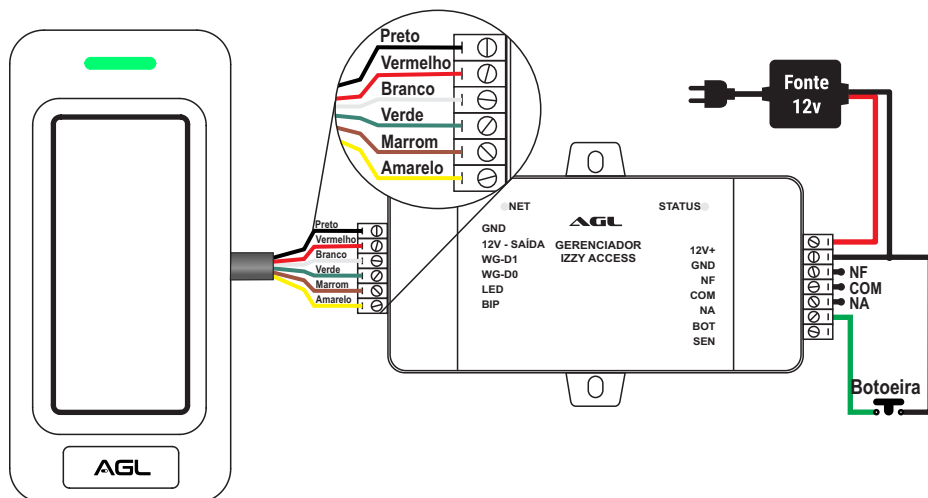 Preto
Vermelho
Branco
Verde
Marrom
Amarelo
Fonte
12v
Preto
Vermelho
Branco
Verde
Marrom
Amarelo
NET
STATUS
AGL
GERENCIADOR
IZZY ACCESS
GND
12V - SAÍDA
WG-D1
WG-D0
LED
BIP
12V+
GND
NF
COM
NA
BOT
SEN
NF
COM
NA
Botoeira
AGL